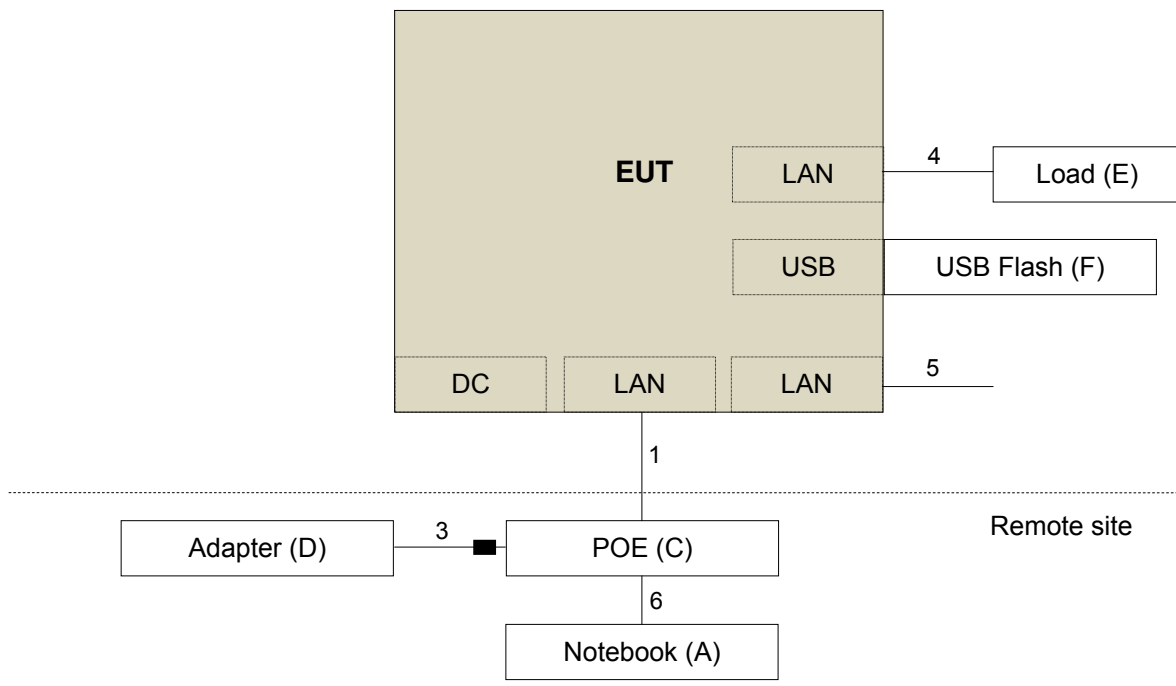 EUT
LAN
4
Load (E)
USB
USB Flash (F)
DC
LAN
LAN
5
1
Remote site
Adapter (D)
3
POE (C)
6
Notebook (A)